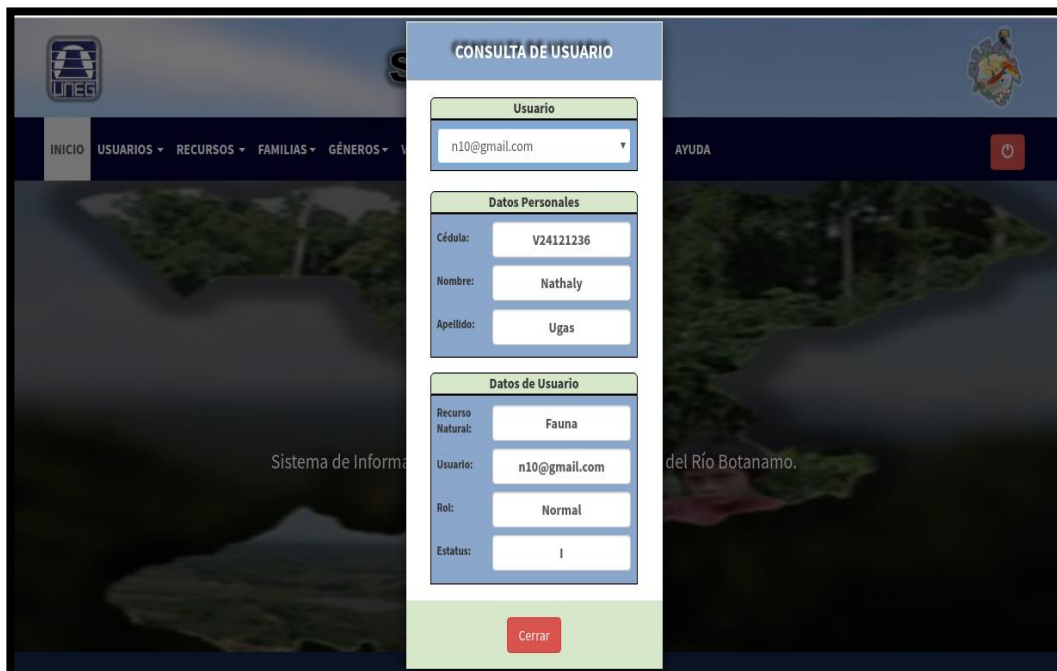 CONSULTA DE USUARIO
UNEG
S
Usuario
n10@gmail.com
INICIO USUARIOS RECURSOS FAMILIAS GÉNEROS V AYUDA
Datos Personales
Cédula: V24121236
Nombre: Nathaly
Apellido: Ugas
Datos de Usuario
Recurso
Natural: Fauna
Sistema de Informa del Río Botanamo.
Usuario: n10@gmail.com
Rol: Normal
Estatus: I
Cerrar